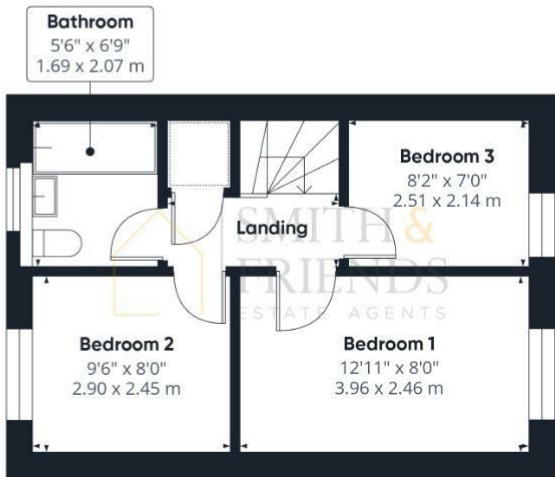 Bathroom
5'6" x 6'9"
1.69 x 2.07 m
Bedroom 3
8'2" x 7'0"
2.51 x 2.14 m
Landing
SMITH &
FRIENDS
ESTATE AGENTS
Bedroom 2
9'6" x 8'0"
2.90 x 2.45 m
Bedroom 1
12'11" x 8'0"
3.96 x 2.46 m